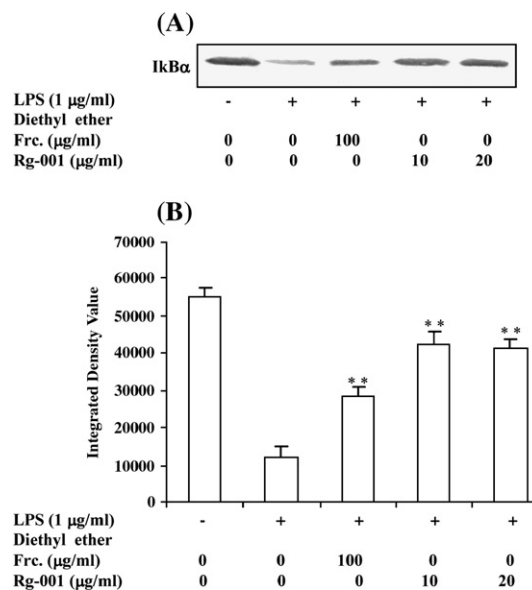 (A)
IkBα
LPS (1 µg/ml) - + + + +
Diethyl ether
Frc. (µg/ml) 0 0 100 0 0
Rg-001 (µg/ml) 0 0 0 10 20
(B)
70000
60000
50000
40000
30000
20000
10000
0
Integrated Density Value
** ** **
LPS (1 µg/ml) - + + + +
Diethyl ether
Frc. (µg/ml) 0 0 100 0 0
Rg-001 (µg/ml) 0 0 0 10 20